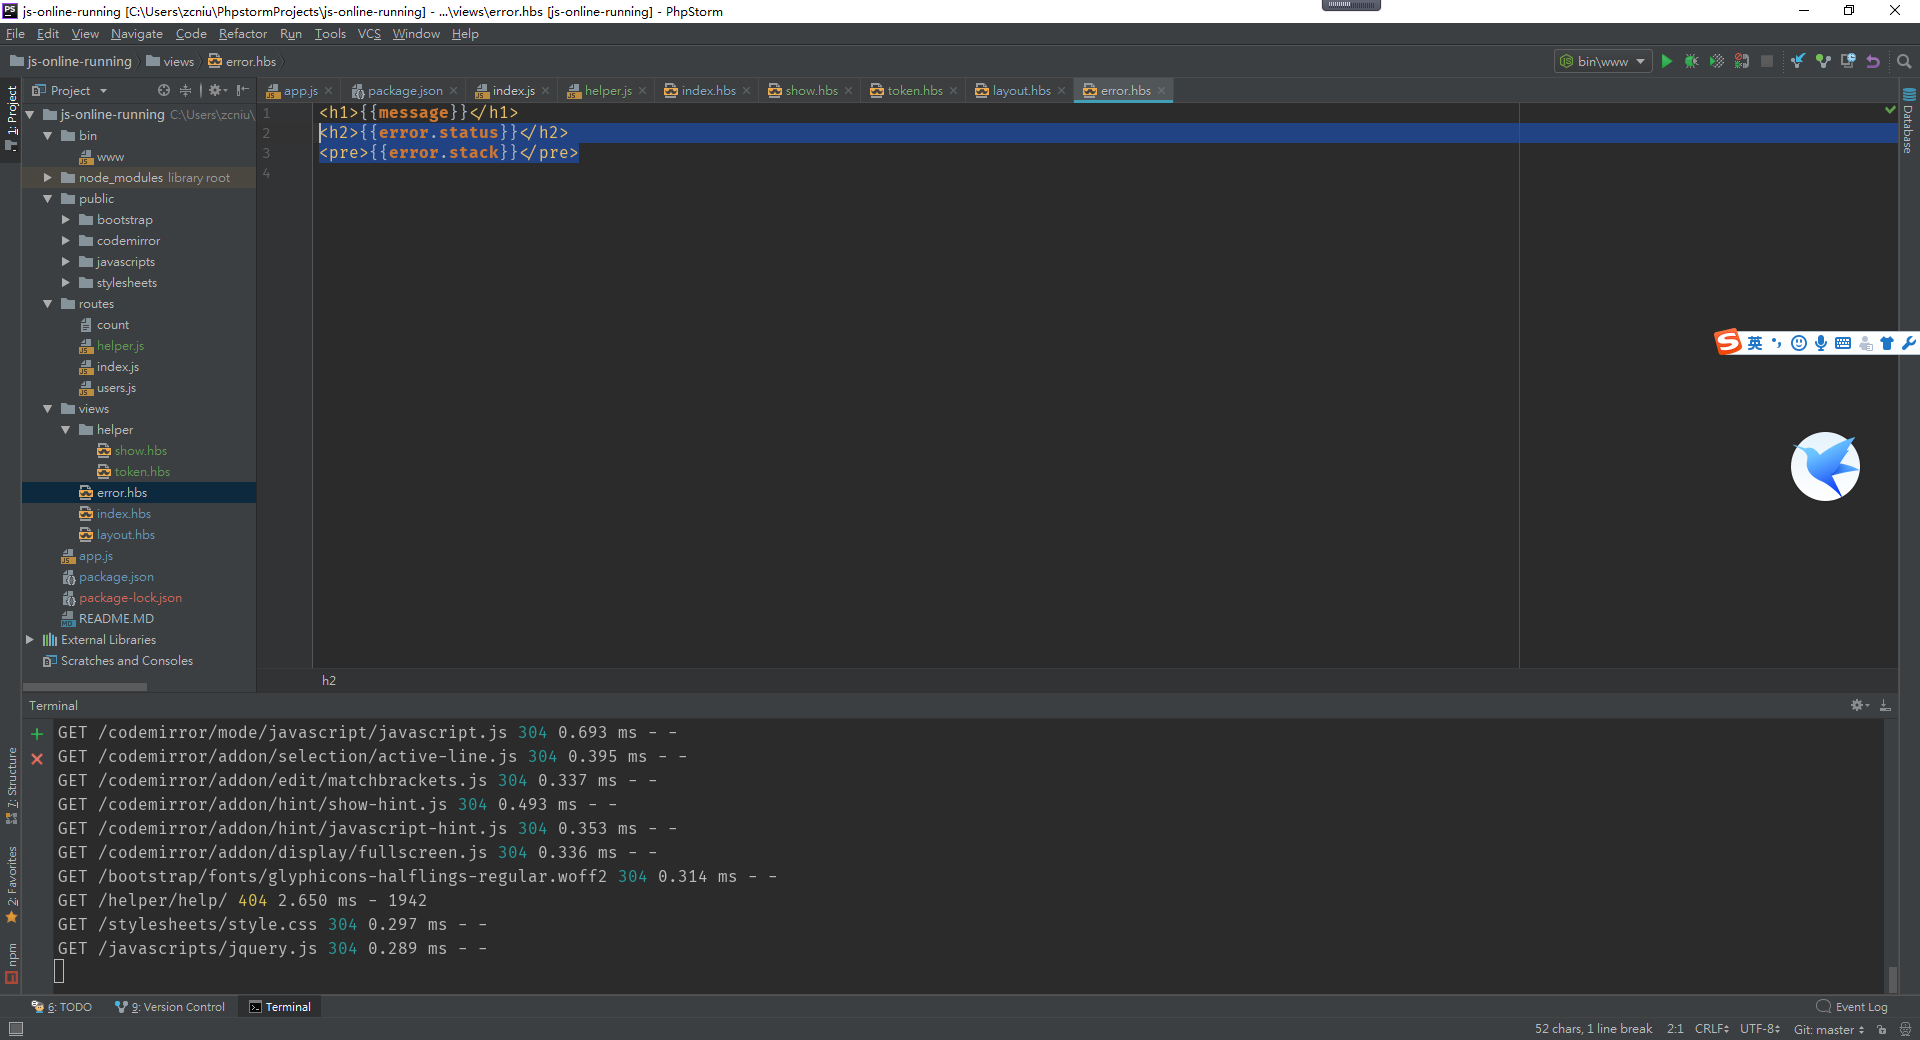 js-online-running [C:\Users\zcniu\PhpstormProjects\js-online-running] - ...\views\error.hbs [js-online-running] - PhpStorm
File Edit View Navigate Code Refactor Run Tools VCS Window Help
js-online-running views error.hbs bin\www
Project
app.js package.json index.js helper.js index.hbs show.hbs token.hbs layout.hbs error.hbs
1: Project
Database
js-online-running C:\Users\zcniu\
bin
www
node_modules library root
public
bootstrap
codemirror
javascripts
stylesheets
routes
count
helper.js
index.js
users.js
views
helper
show.hbs
token.hbs
error.hbs
index.hbs
layout.hbs
app.js
package.json
package-lock.json
README.MD
External Libraries
Scratches and Consoles
1 <h1>{{message}}</h1>
2 <h2>{{error.status}}</h2>
3 <pre>{{error.stack}}</pre>
4
英
h2
Terminal
GET /codemirror/mode/javascript/javascript.js 304 0.693 ms - -
GET /codemirror/addon/selection/active-line.js 304 0.395 ms - -
GET /codemirror/addon/edit/matchbrackets.js 304 0.337 ms - -
GET /codemirror/addon/hint/show-hint.js 304 0.493 ms - -
GET /codemirror/addon/hint/javascript-hint.js 304 0.353 ms - -
GET /codemirror/addon/display/fullscreen.js 304 0.336 ms - -
GET /bootstrap/fonts/glyphicons-halflings-regular.woff2 304 0.314 ms - -
GET /helper/help/ 404 2.650 ms - 1942
GET /stylesheets/style.css 304 0.297 ms - -
GET /javascripts/jquery.js 304 0.289 ms - -
7: Structure
2: Favorites
npm
6: TODO 9: Version Control Terminal Event Log
52 chars, 1 line break 2:1 CRLF UTF-8 Git: master